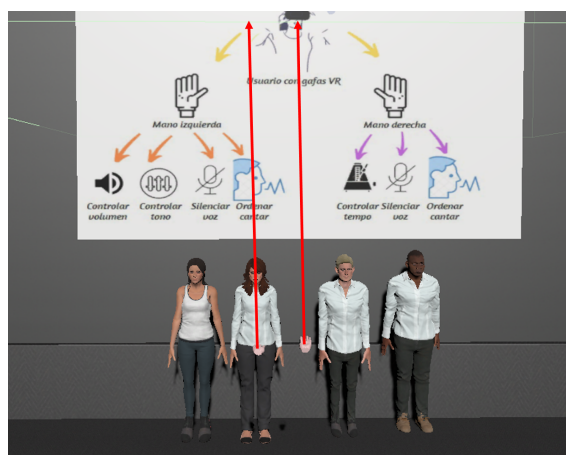 Usuario con gafas VR
Mano izquierda
Mano derecha
Controlar volumen
Controlar tono
Silenciar voz
Ordenar cantar
Controlar tempo
Silenciar voz
Ordenar cantar